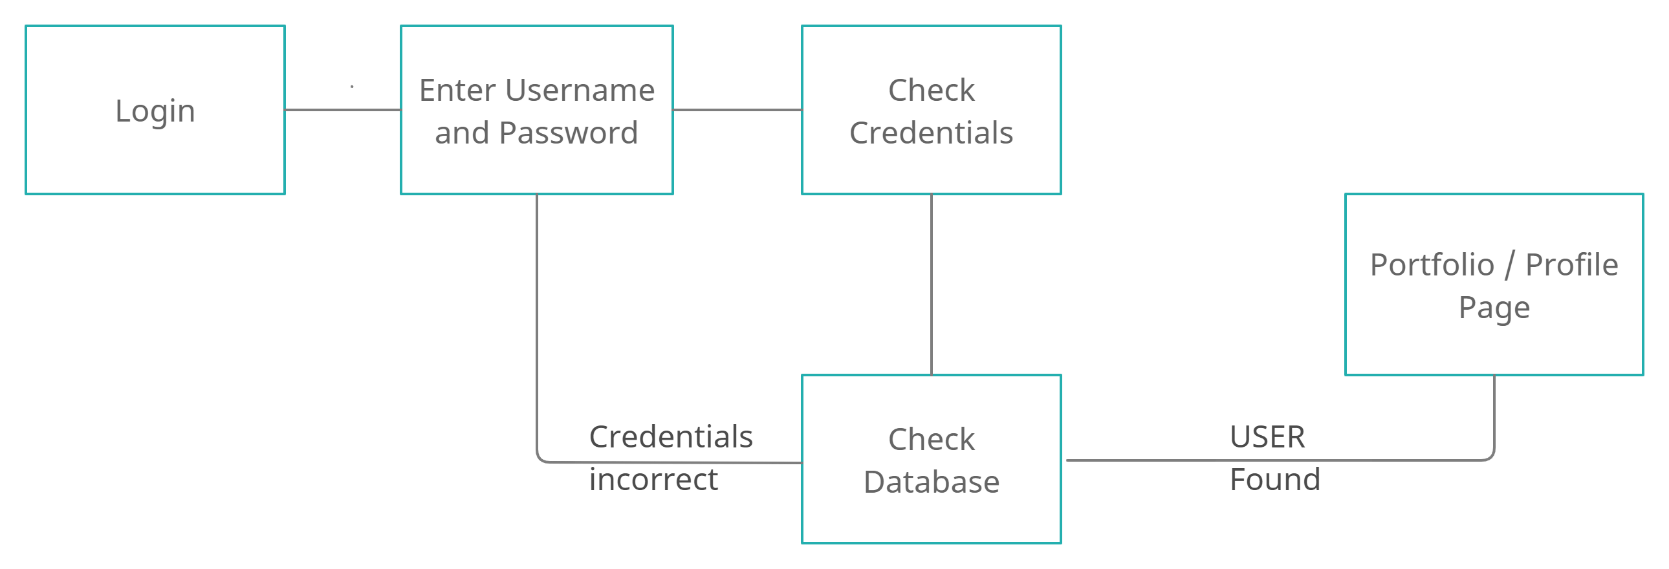 Login
Enter Username
and Password
Check
Credentials
Portfolio / Profile
Page
Credentials
incorrect
Check
Database
USER
Found